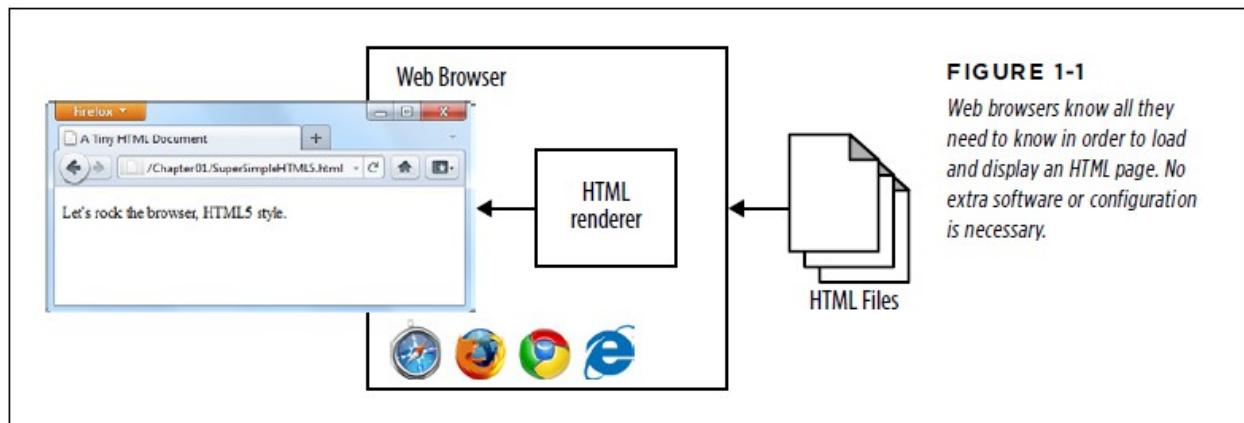 Web Browser
Firefox
A Tiny HTML Document
/Chapter01/SuperSimpleHTML5.html
Let's rock the browser, HTML5 style.
HTML
renderer
HTML Files
FIGURE 1-1
Web browsers know all they
need to know in order to load
and display an HTML page. No
extra software or configuration
is necessary.